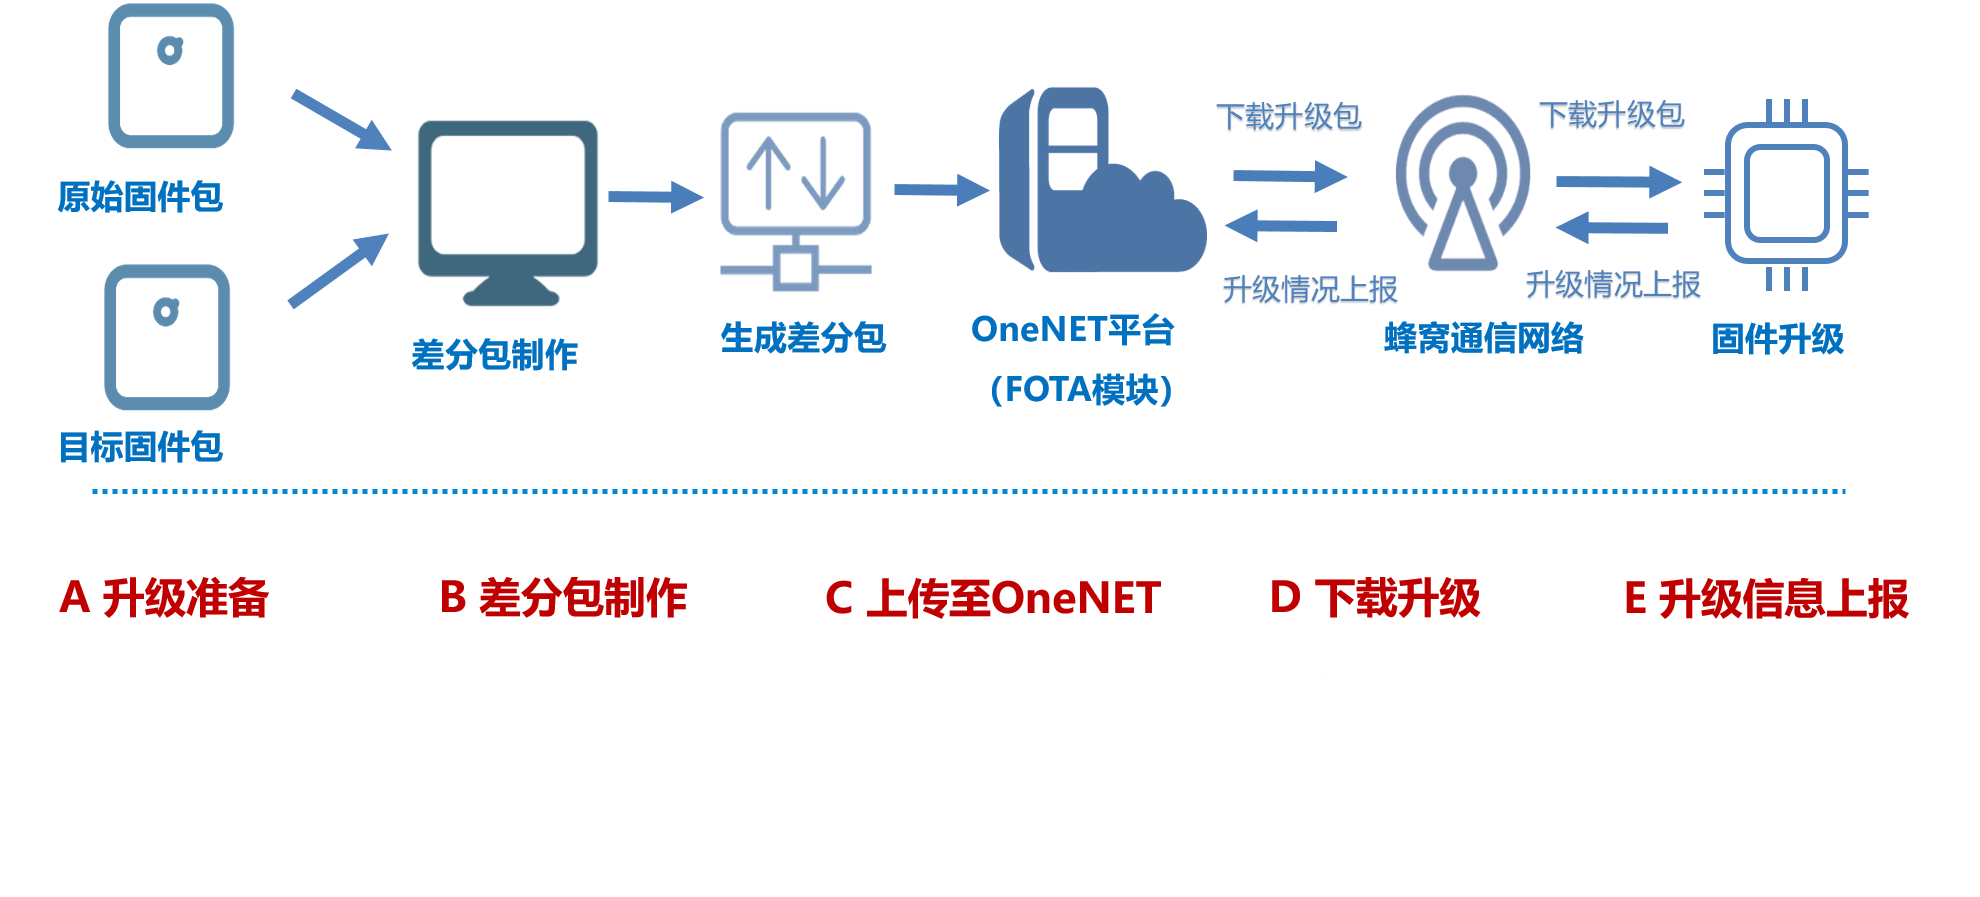 原始固件包
目标固件包
差分包制作
生成差分包
OneNET平台
（FOTA模块）
下载升级包
升级情况上报
蜂窝通信网络
下载升级包
升级情况上报
固件升级
A 升级准备
B 差分包制作
C 上传至OneNET
D 下载升级
E 升级信息上报